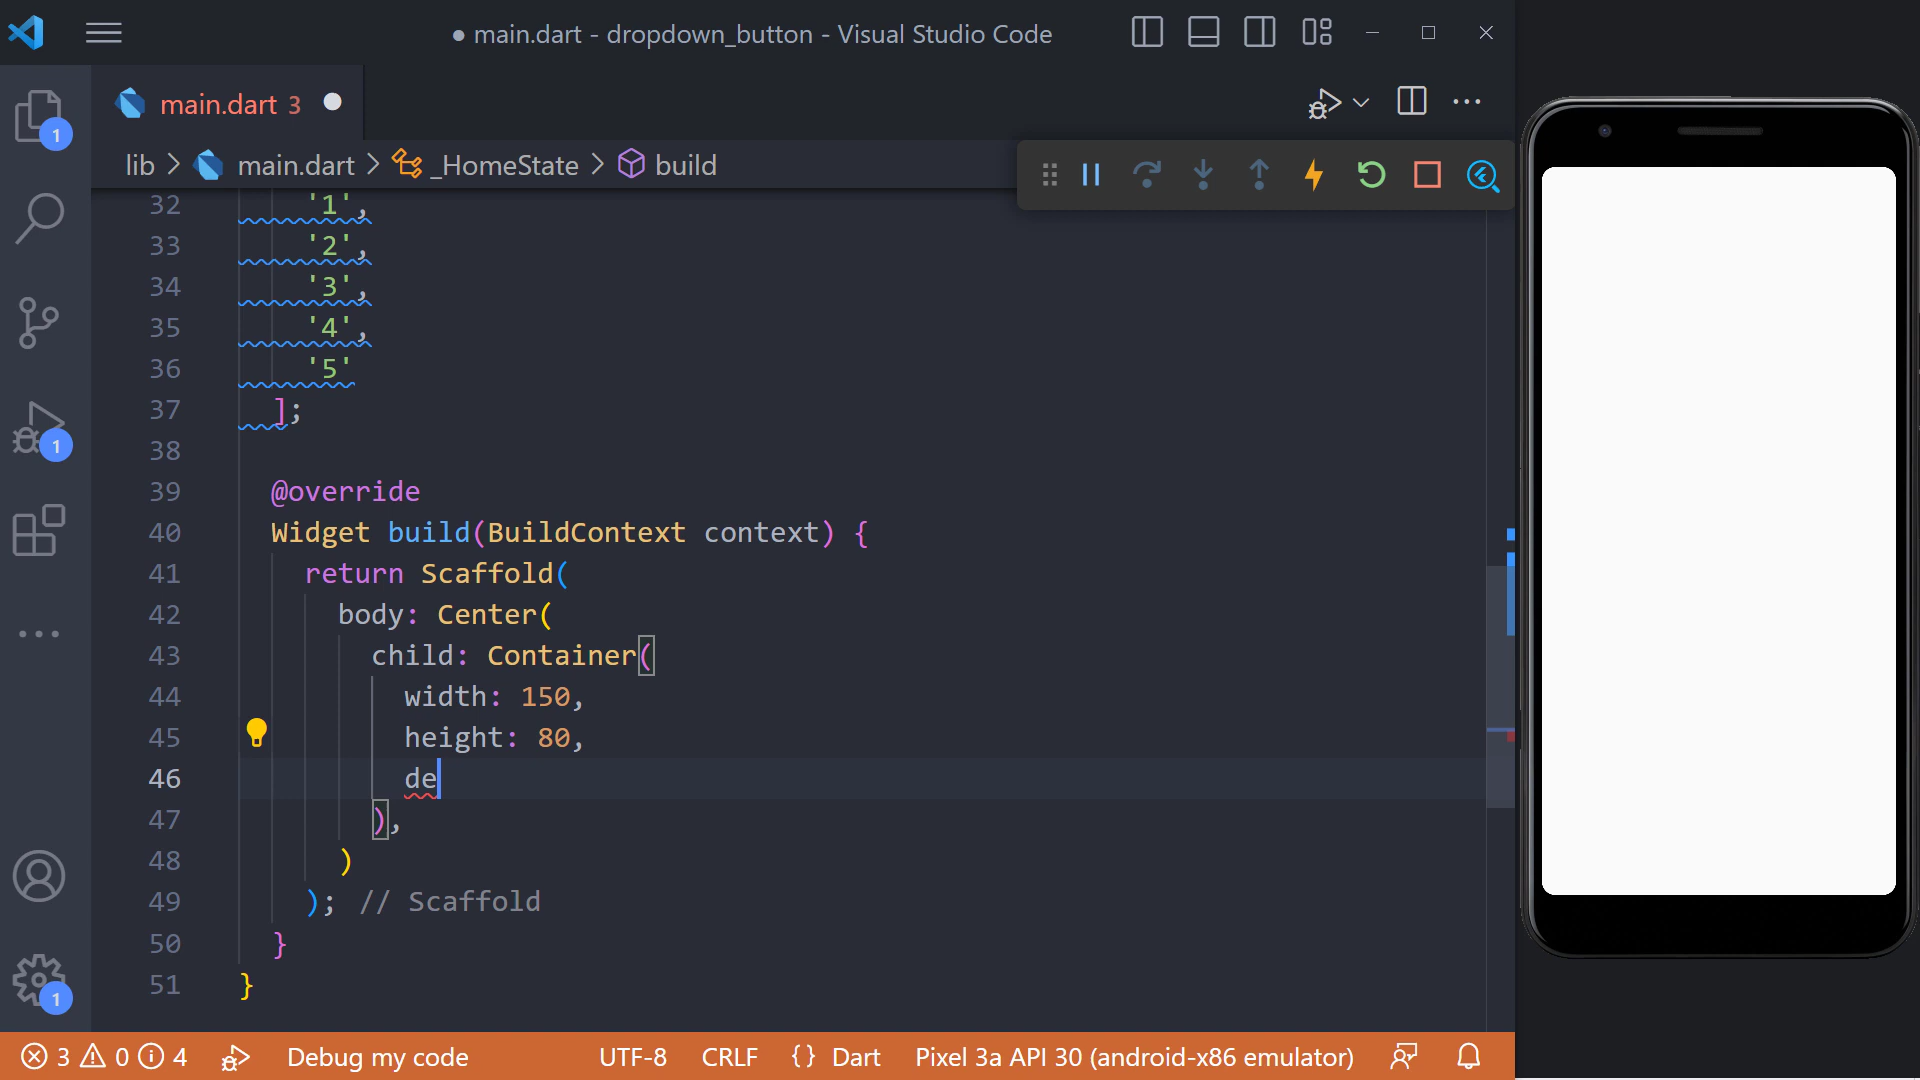 main.dart - dropdown_button - Visual Studio Code
main.dart 3
lib > main.dart > _HomeState > build
32 '1',
33 '2',
34 '3',
35 '4',
36 '5'
37 ];
38
39 @override
40 Widget build(BuildContext context) {
41 return Scaffold(
42 body: Center(
43 child: Container(
44 width: 150,
45 height: 80,
46 de
47 ),
48 )
49 ); // Scaffold
50 }
51 }
1
1
1
3 0 4 Debug my code UTF-8 CRLF {} Dart Pixel 3a API 30 (android-x86 emulator)